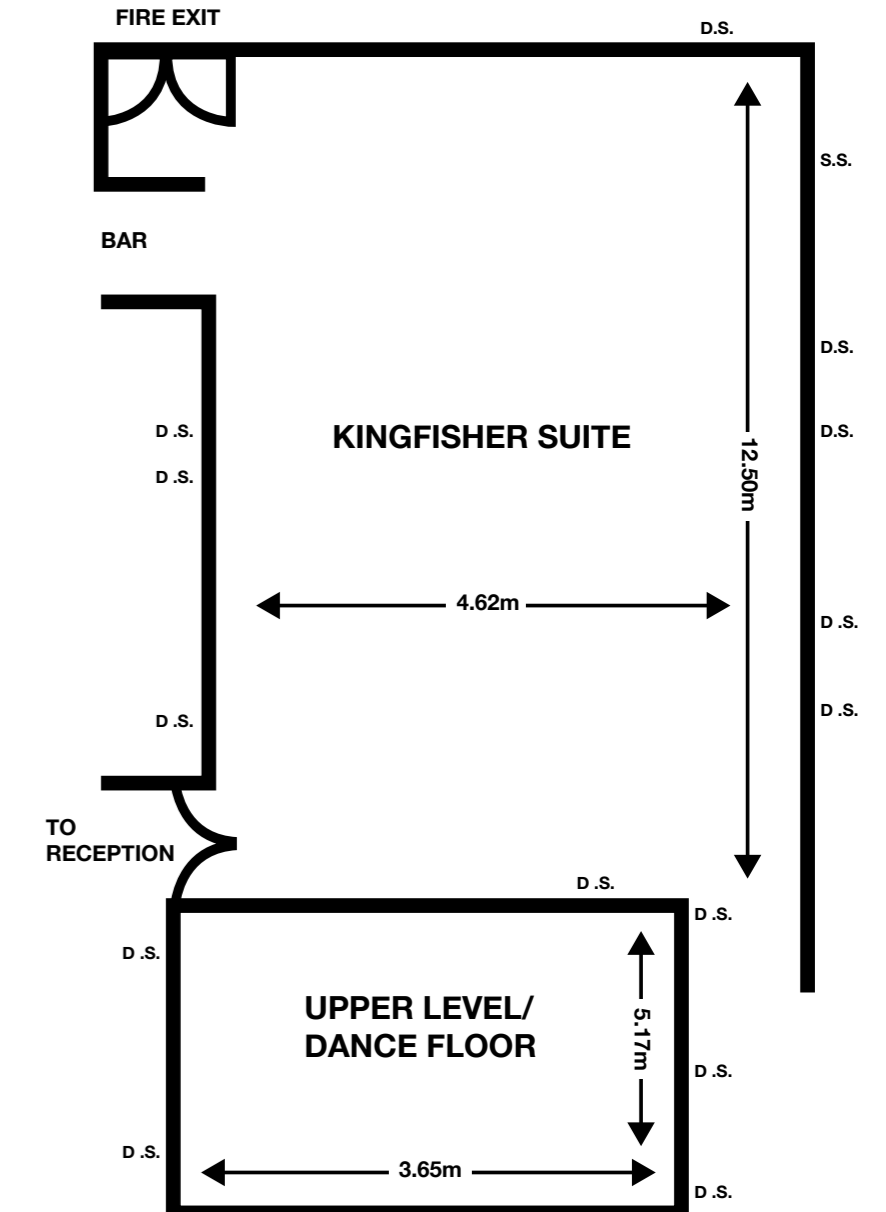 FIRE EXIT
D.S.
S.S.
BAR
D.S.
D .S.
KINGFISHER SUITE
D.S.
D .S.
12.50m
4.62m
D .S.
D .S.
D .S.
TO
RECEPTION
D .S.
D .S.
D .S.
UPPER LEVEL/
DANCE FLOOR
5.17m
D .S.
D .S.
3.65m
D .S.